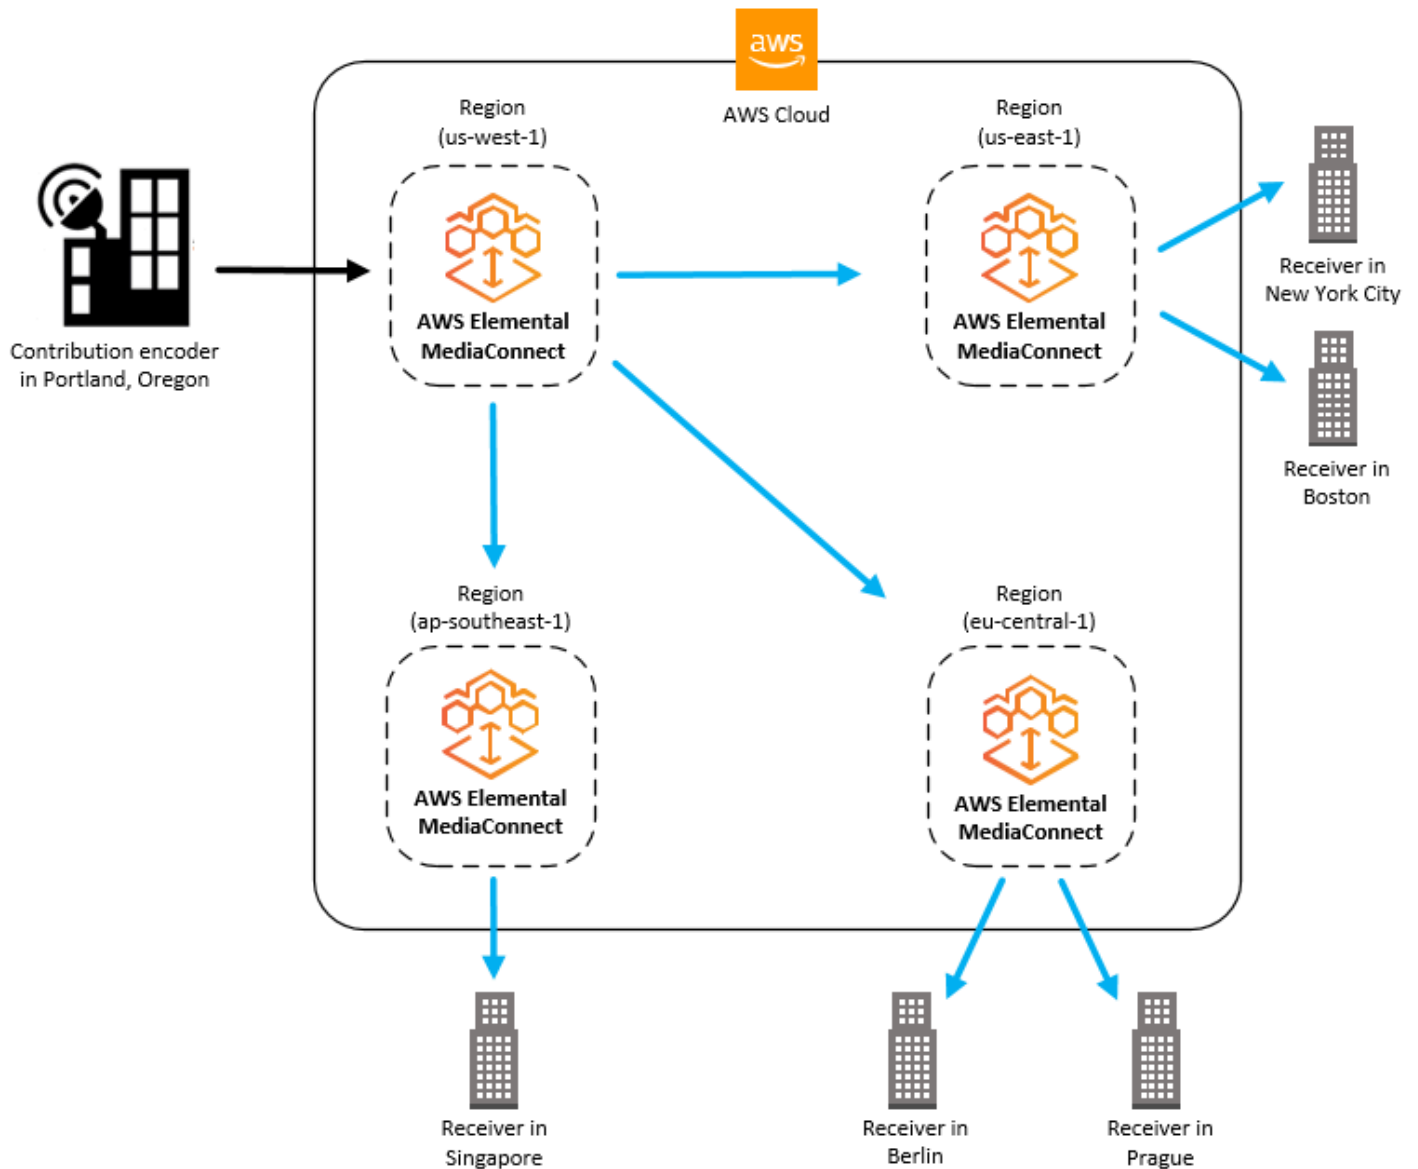 aws
AWS Cloud
Region
(us-west-1)
AWS Elemental
MediaConnect
Region
(us-east-1)
AWS Elemental
MediaConnect
Contribution encoder
in Portland, Oregon
Receiver in
New York City
Receiver in
Boston
Region
(ap-southeast-1)
AWS Elemental
MediaConnect
Region
(eu-central-1)
AWS Elemental
MediaConnect
Receiver in
Singapore
Receiver in
Berlin
Receiver in
Prague